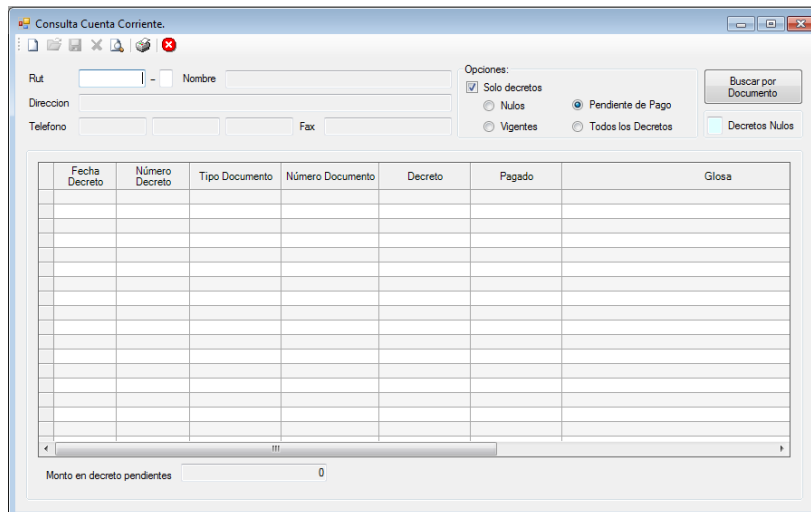 Consulta Cuenta Corriente.
Rut
-
Nombre
Direccion
Telefono
Fax
Opciones:
Solo decretos
Nulos
Pendiente de Pago
Vigentes
Todos los Decretos
Buscar por
Documento
Decretos Nulos
Fecha
Decreto
Número
Decreto
Tipo Documento
Número Documento
Decreto
Pagado
Glosa
Monto en decreto pendientes
0